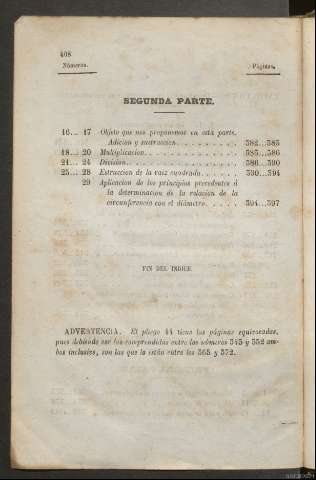 408
Números. Páginas.
SEGUNDA PARTE.
16... 17 Objeto que nos proponemos en esta parte.
Adicion y sustraccion.......... 382...385
18... 20 Multiplicacion............. 385...386
21... 24 Division................ 386...390
25... 28 Estraccion de la raiz cuadrada....... 390...394
29 Aplicacion de los principios precedentes á
la determinacion de la relacion de la
circunferencia con el diámetro...... 394...397
FIN DEL INDICE.
ADVERTENCIA. El pliego 44 tiene las páginas equivocadas,
pues debiendo ser las comprendidas entre los números 345 y 352 am-
bos inclusive, son las que lo están entre los 365 y 372.